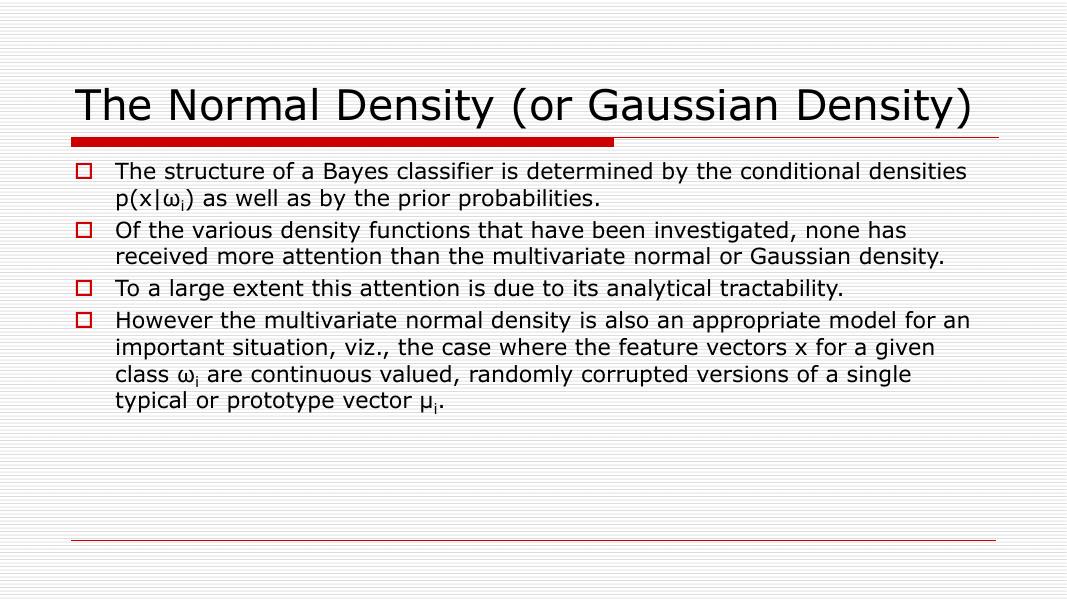 The Normal Density (or Gaussian Density)
The structure of a Bayes classifier is determined by the conditional densities
p(x|ωi) as well as by the prior probabilities.
Of the various density functions that have been investigated, none has
received more attention than the multivariate normal or Gaussian density.
To a large extent this attention is due to its analytical tractability.
However the multivariate normal density is also an appropriate model for an
important situation, viz., the case where the feature vectors x for a given
class ωi are continuous valued, randomly corrupted versions of a single
typical or prototype vector μi.